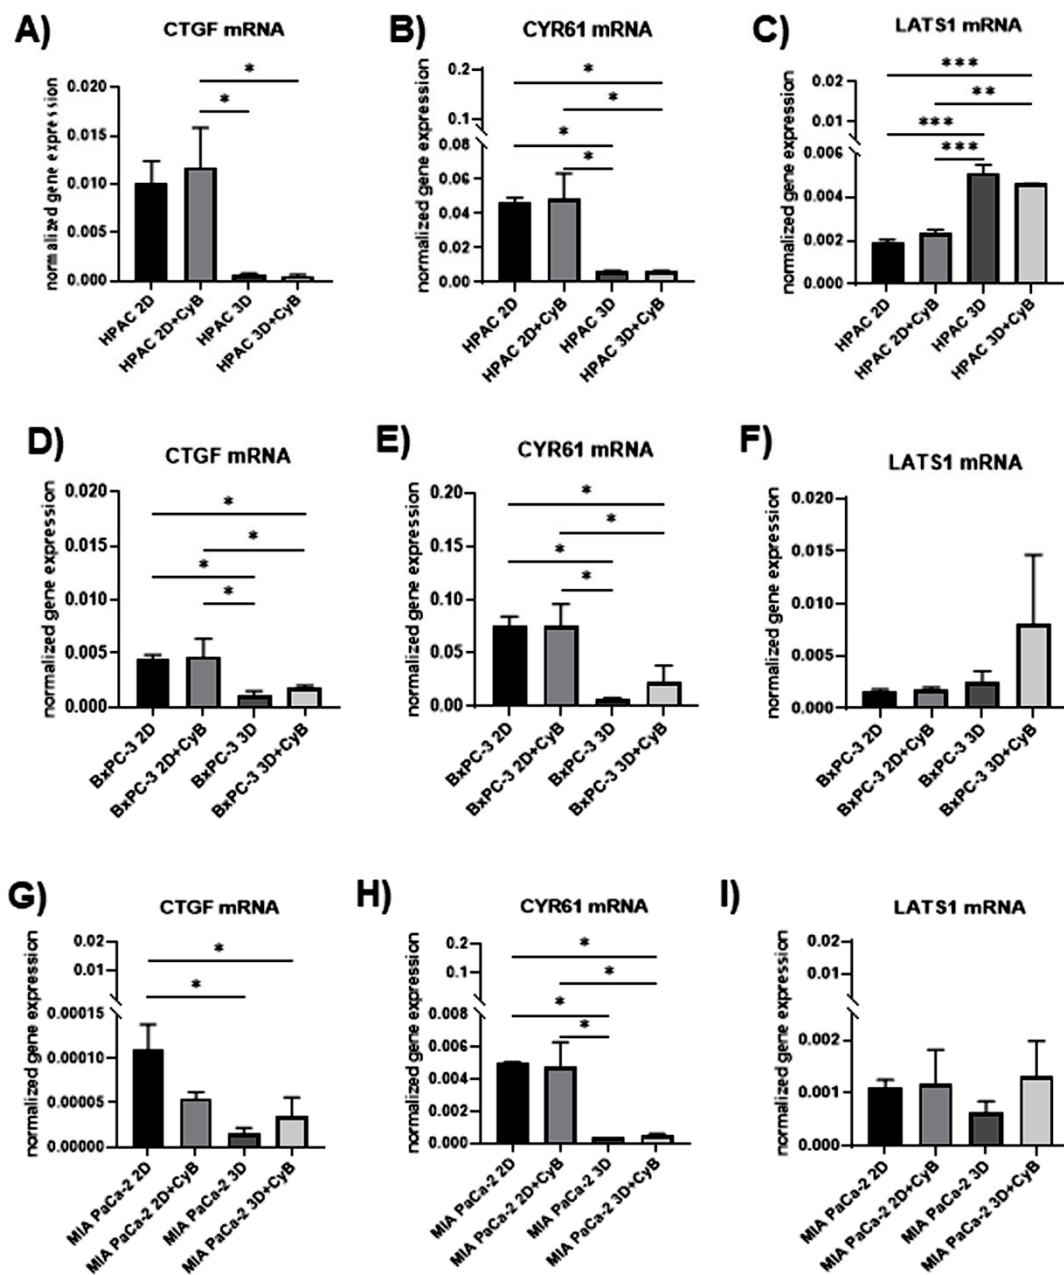 A)
CTGF mRNA
normalized gene expression
0.020
0.015
0.010
0.005
0.000
*
*
HPAC 2D
HPAC 2D+CyB
HPAC 3D
HPAC 3D+CyB
B)
CYR61 mRNA
normalized gene expression
0.2
0.1
0.08
0.06
0.04
0.02
0.00
*
*
*
*
HPAC 2D
HPAC 2D+CyB
HPAC 3D
HPAC 3D+CyB
C)
LATS1 mRNA
normalized gene expression
0.02
0.01
0.006
0.004
0.002
0.000
***
**
***
***
HPAC 2D
HPAC 2D+CyB
HPAC 3D
HPAC 3D+CyB
D)
CTGF mRNA
normalized gene expression
0.020
0.015
0.010
0.005
0.000
*
*
*
*
BxPC-3 2D
BxPC-3 2D+CyB
BxPC-3 3D
BxPC-3 3D+CyB
E)
CYR61 mRNA
normalized gene expression
0.20
0.15
0.10
0.05
0.00
*
*
*
*
BxPC-3 2D
BxPC-3 2D+CyB
BxPC-3 3D
BxPC-3 3D+CyB
F)
LATS1 mRNA
normalized gene expression
0.020
0.015
0.010
0.005
0.000
BxPC-3 2D
BxPC-3 2D+CyB
BxPC-3 3D
BxPC-3 3D+CyB
G)
CTGF mRNA
normalized gene expression
0.02
0.01
0.00015
0.00010
0.00005
0.00000
*
*
MIA PaCa-2 2D
MIA PaCa-2 2D+CyB
MIA PaCa-2 3D
MIA PaCa-2 3D+CyB
H)
CYR61 mRNA
normalized gene expression
0.2
0.1
0.008
0.006
0.004
0.002
0.000
*
*
*
*
MIA PaCa-2 2D
MIA PaCa-2 2D+CyB
MIA PaCa-2 3D
MIA PaCa-2 3D+CyB
I)
LATS1 mRNA
normalized gene expression
0.02
0.01
0.002
0.001
0.000
MIA PaCa-2 2D
MIA PaCa-2 2D+CyB
MIA PaCa-2 3D
MIA PaCa-2 3D+CyB